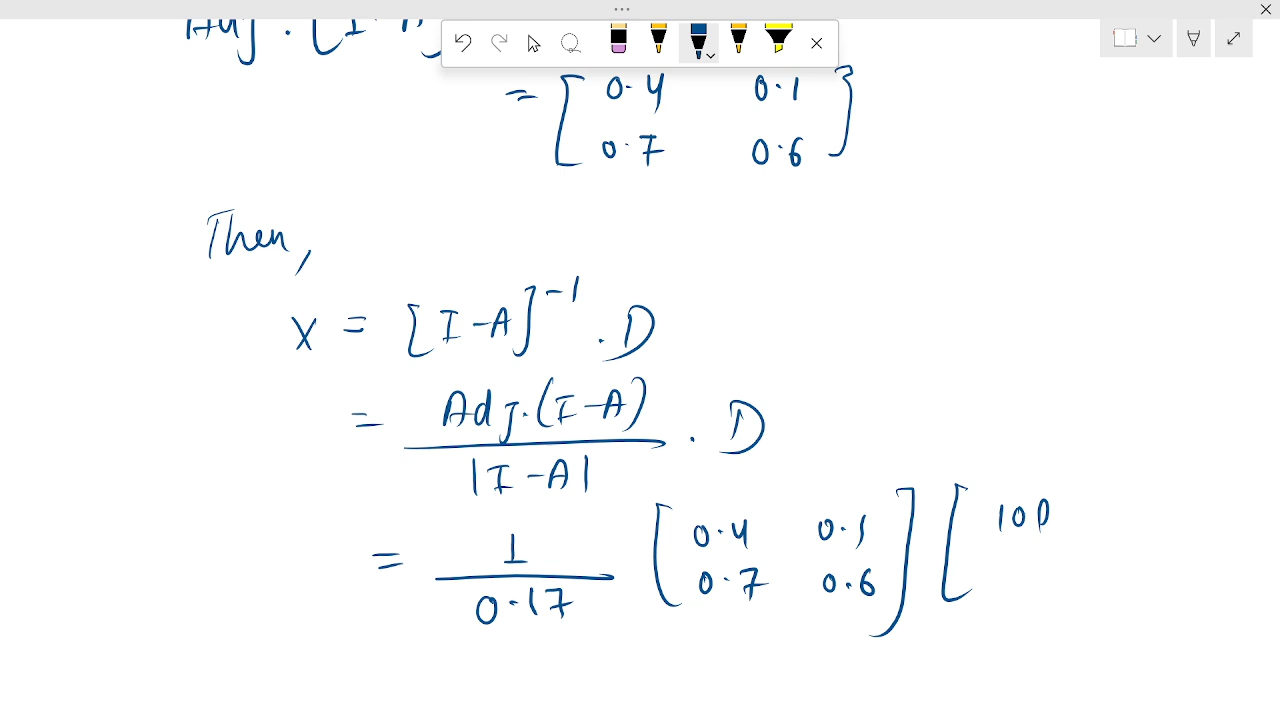 Adj. [I-A]
= [ 0.4 0.1
0.7 0.6 ]
Then,
X = [I-A]^-1 . D
= Adj.(I-A) / |I-A| . D
= 1 / 0.17 [ 0.4 0.1
0.7 0.6 ] [ 100